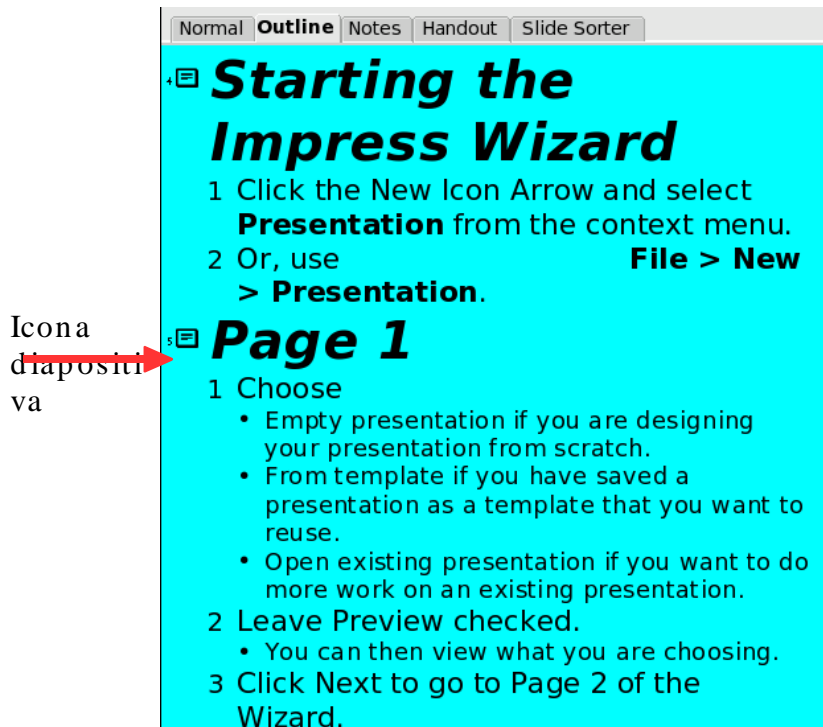 Normal Outline Notes Handout Slide Sorter
4
Starting the
Impress Wizard
1 Click the New Icon Arrow and select
Presentation from the context menu.
2 Or, use File > New
> Presentation.
Icona
diapositi
va
5
Page 1
1 Choose
• Empty presentation if you are designing
your presentation from scratch.
• From template if you have saved a
presentation as a template that you want to
reuse.
• Open existing presentation if you want to do
more work on an existing presentation.
2 Leave Preview checked.
• You can then view what you are choosing.
3 Click Next to go to Page 2 of the
Wizard.